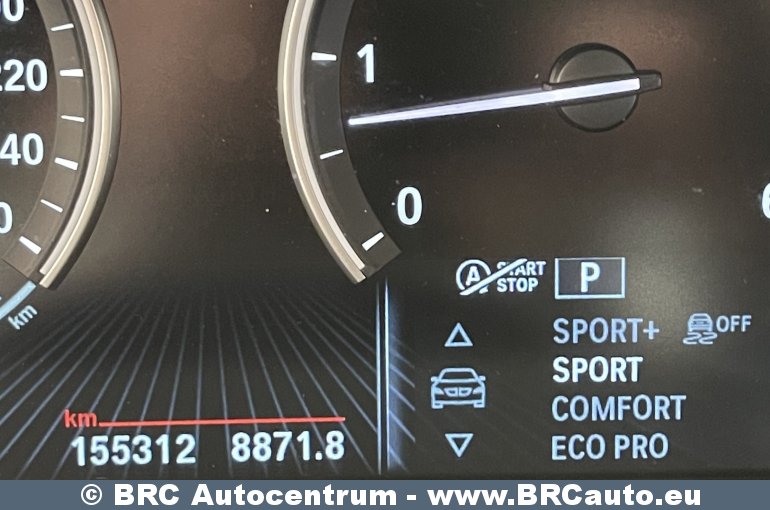 220
1
0
A START STOP P
SPORT+ OFF
SPORT
COMFORT
ECO PRO
km
km
155312 8871.8
© BRC Autocentrum - www.BRCauto.eu